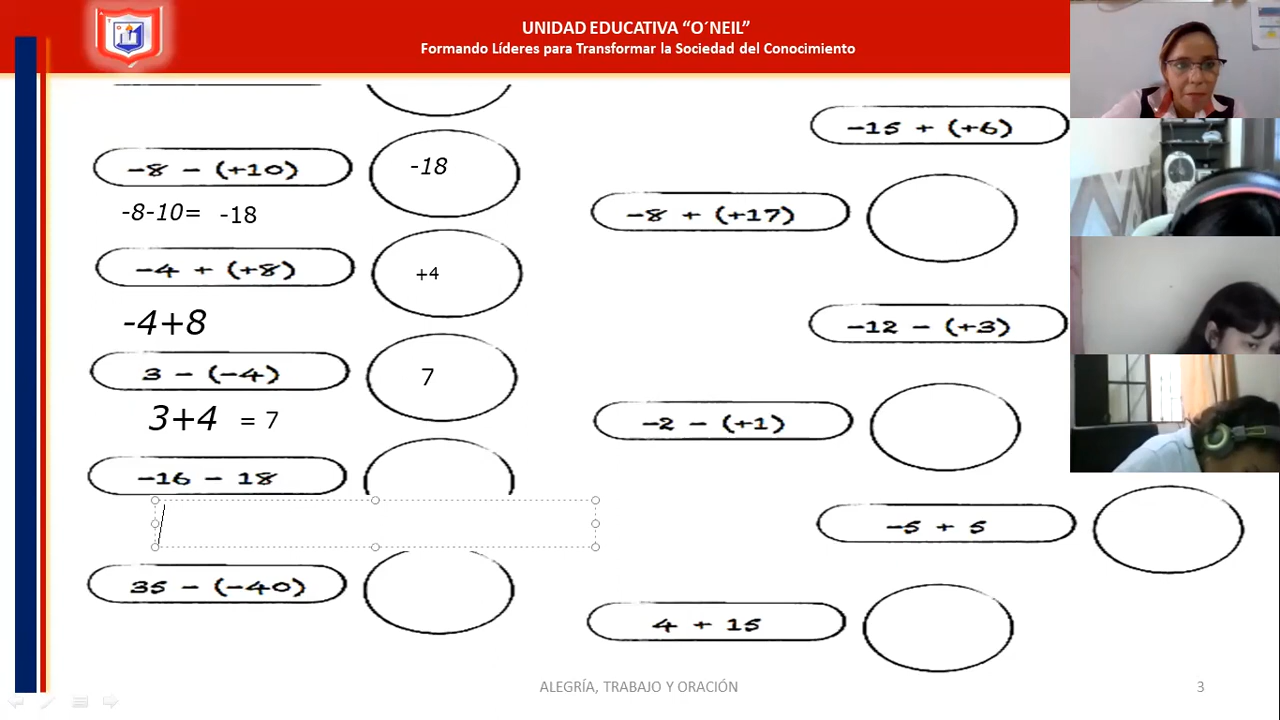 UNIDAD EDUCATIVA “O´NEIL”
Formando Líderes para Transformar la Sociedad del Conocimiento
-8 - (+10)
-18
-8-10= -18
-4 + (+8)
+4
-4+8
3 - (-4)
7
3+4 = 7
-16 - 18
35 - (-40)
-15 + (+6)
-8 + (+17)
-12 - (+3)
-2 - (+1)
-5 + 5
4 + 15
ALEGRÍA, TRABAJO Y ORACIÓN
3